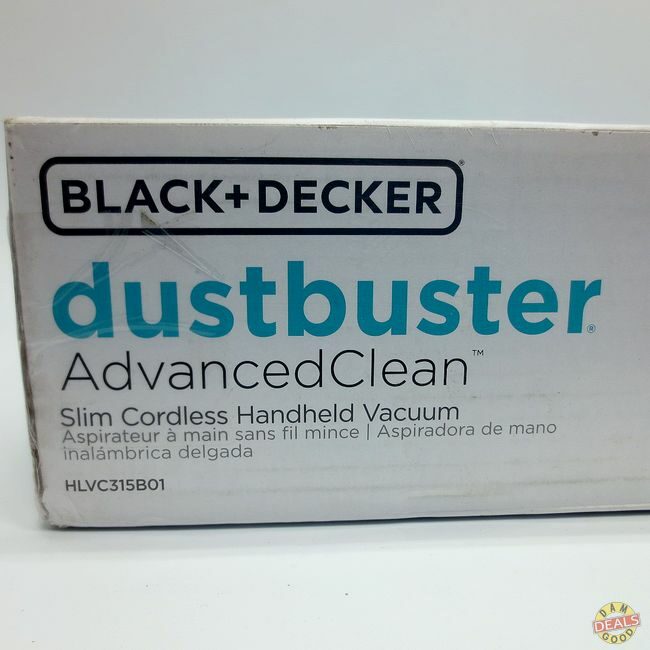 BLACK+DECKER®
dustbuster®
AdvancedClean™
Slim Cordless Handheld Vacuum
Aspirateur à main sans fil mince | Aspiradora de mano
inalámbrica delgada
HLVC315B01
DAM
DEALS
GOOD